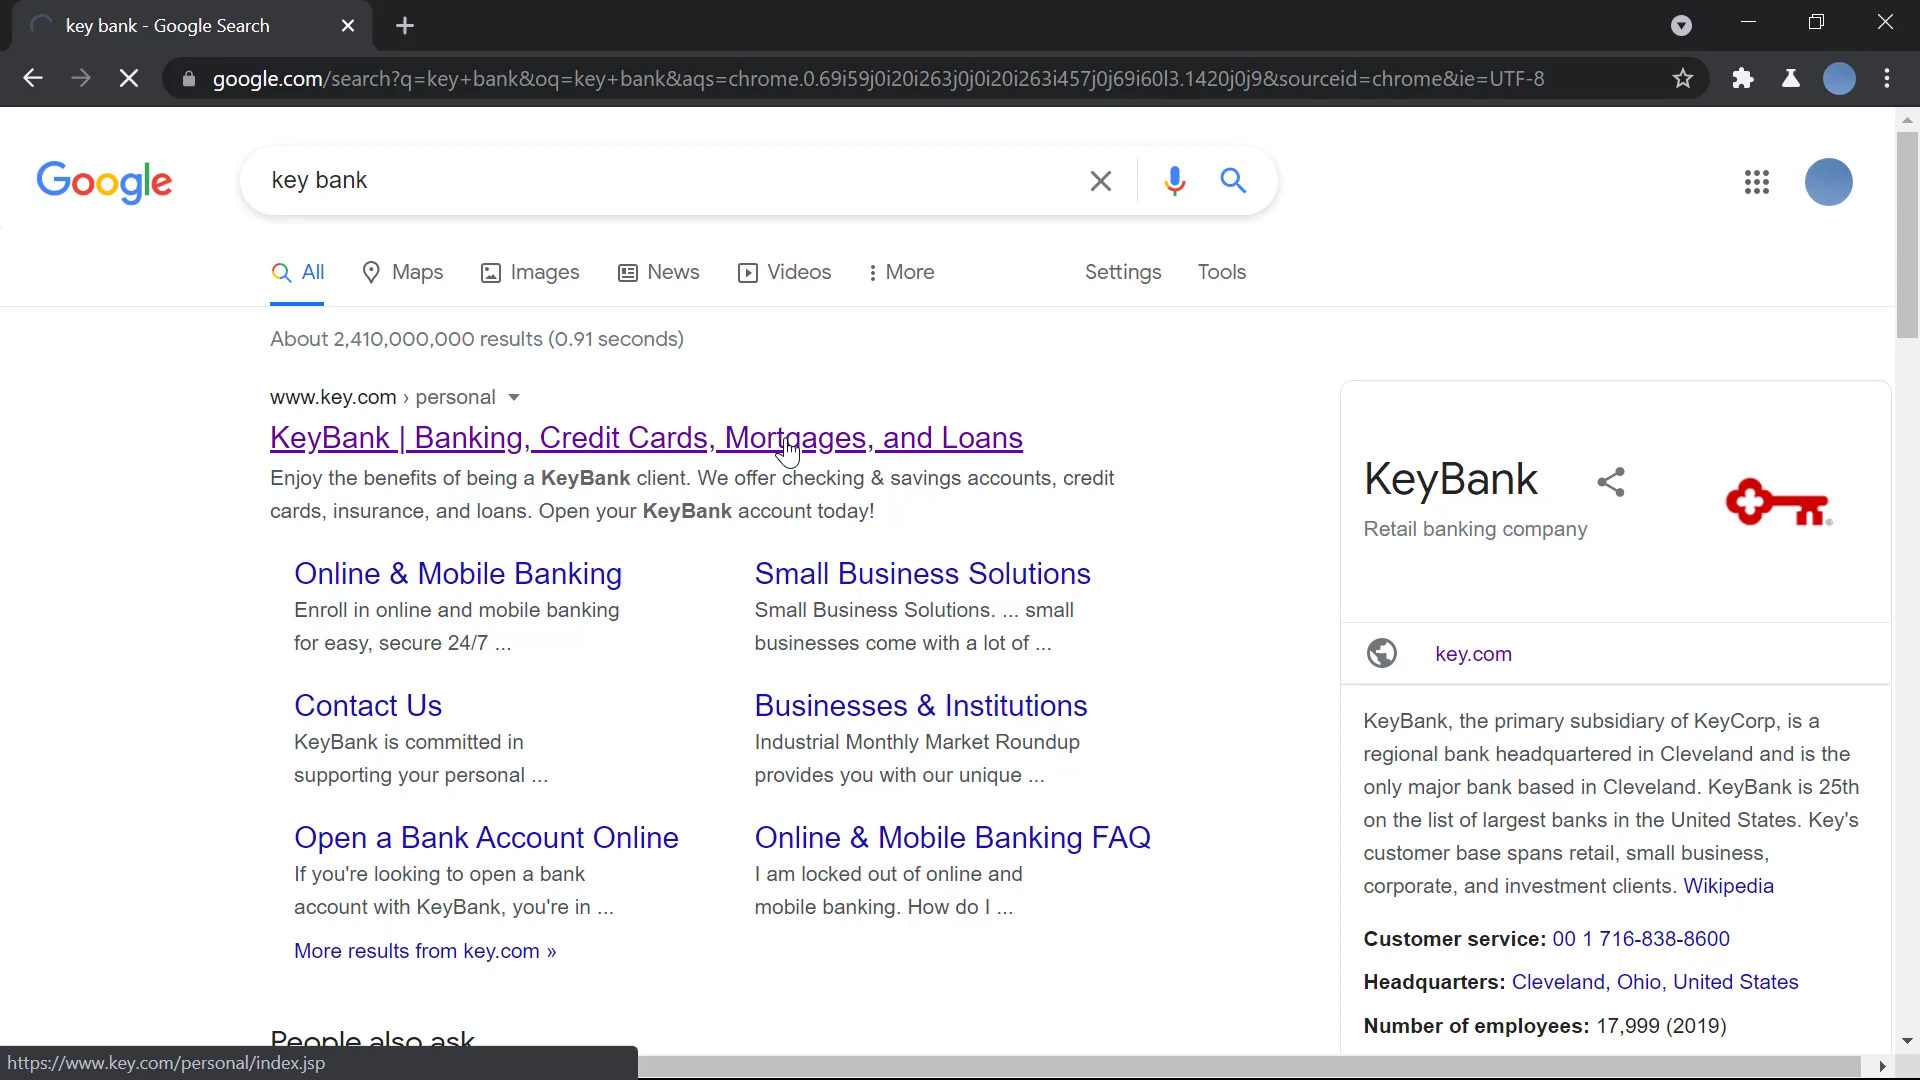 key bank - Google Search
google.com/search?q=key+bank&oq=key+bank&aqs=chrome.0.69i59j0i20i263j0j0i20i263i457j0j69i60l3.1420j0j9&sourceid=chrome&ie=UTF-8
Google
key bank
All Maps Images News Videos More Settings Tools
About 2,410,000,000 results (0.91 seconds)
www.key.com › personal
KeyBank | Banking, Credit Cards, Mortgages, and Loans
Enjoy the benefits of being a KeyBank client. We offer checking & savings accounts, credit
cards, insurance, and loans. Open your KeyBank account today!
Online & Mobile Banking
Enroll in online and mobile banking
for easy, secure 24/7 ...
Small Business Solutions
Small Business Solutions. ... small
businesses come with a lot of ...
Contact Us
KeyBank is committed in
supporting your personal ...
Businesses & Institutions
Industrial Monthly Market Roundup
provides you with our unique ...
Open a Bank Account Online
If you're looking to open a bank
account with KeyBank, you're in ...
Online & Mobile Banking FAQ
I am locked out of online and
mobile banking. How do I ...
More results from key.com »
People also ask
KeyBank
Retail banking company
key.com
KeyBank, the primary subsidiary of KeyCorp, is a
regional bank headquartered in Cleveland and is the
only major bank based in Cleveland. KeyBank is 25th
on the list of largest banks in the United States. Key's
customer base spans retail, small business,
corporate, and investment clients. Wikipedia
Customer service: 00 1 716-838-8600
Headquarters: Cleveland, Ohio, United States
Number of employees: 17,999 (2019)
https://www.key.com/personal/index.jsp